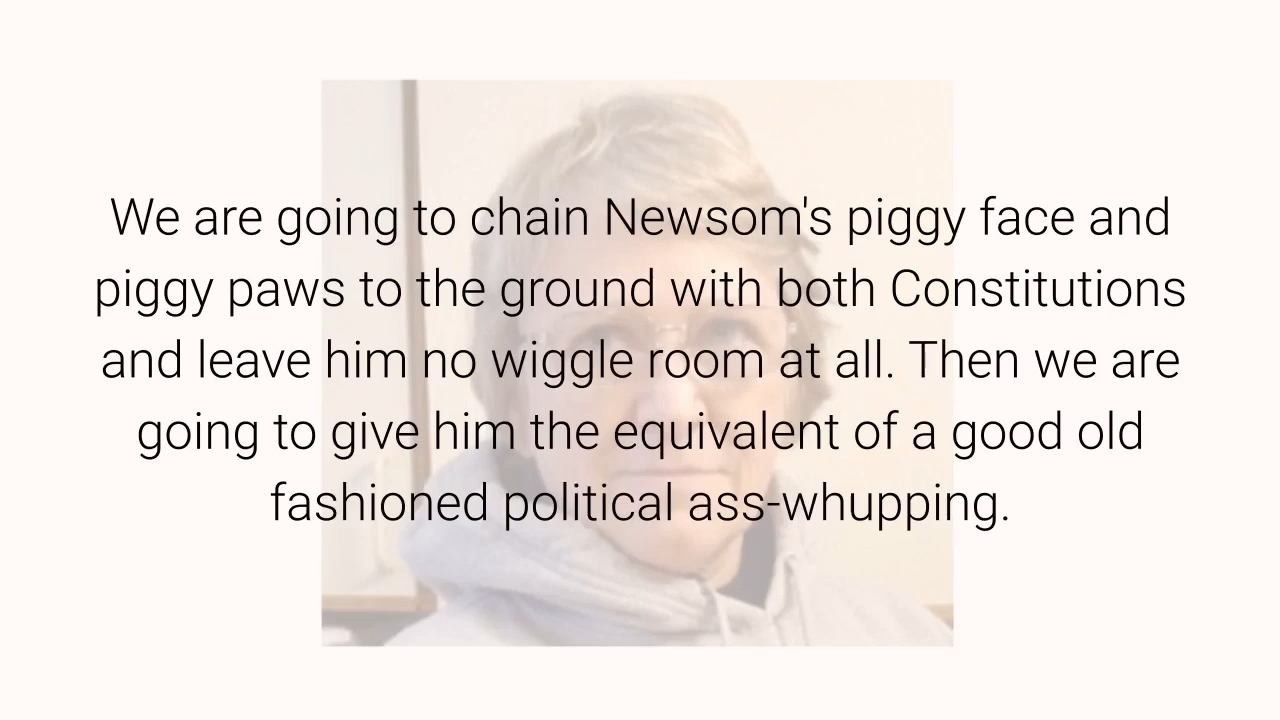 We are going to chain Newsom's piggy face and
piggy paws to the ground with both Constitutions
and leave him no wiggle room at all. Then we are
going to give him the equivalent of a good old
fashioned political ass-whupping.